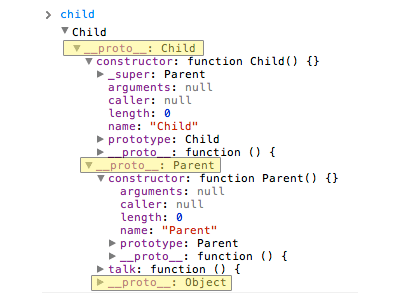 > child
▼Child
▼__proto__: Child
▼constructor: function Child() {}
▶_super: Parent
arguments: null
caller: null
length: 0
name: "Child"
▶prototype: Child
▶__proto__: function () {
▼__proto__: Parent
▼constructor: function Parent() {}
arguments: null
caller: null
length: 0
name: "Parent"
▶prototype: Parent
▶__proto__: function () {
▶talk: function () {
▶__proto__: Object